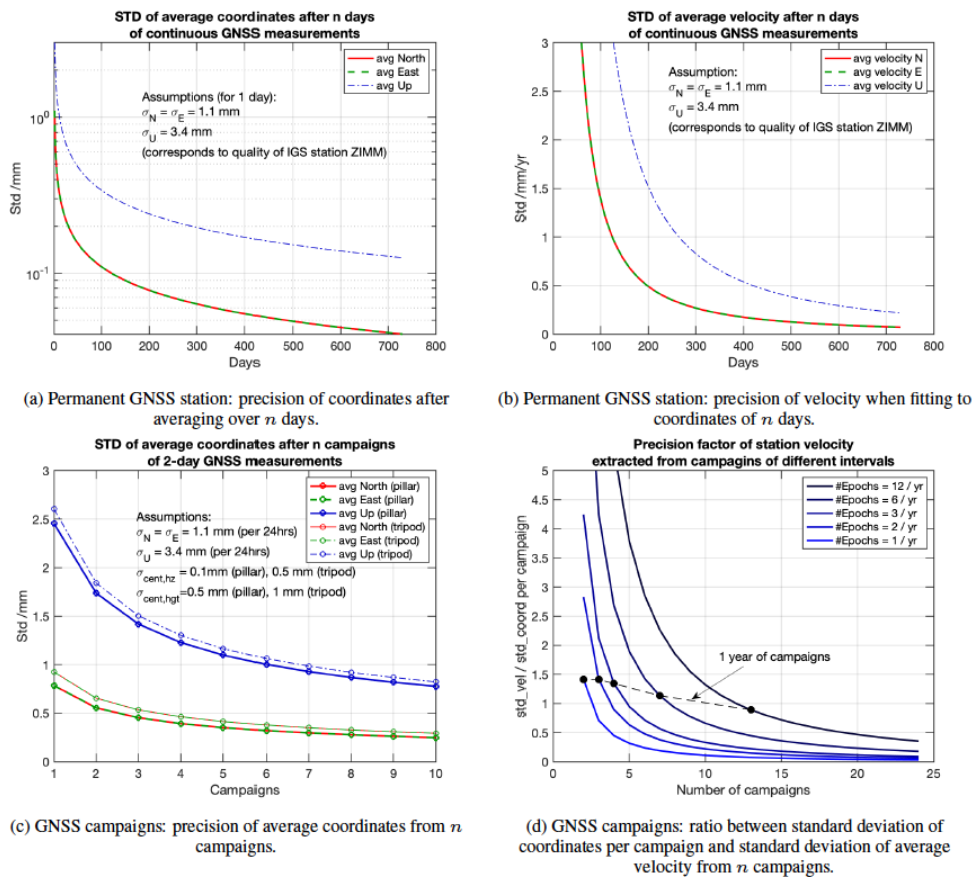 STD of average coordinates after n days
of continuous GNSS measurements
avg North
avg East
avg Up
Assumptions (for 1 day):
σN = σE = 1.1 mm
σU = 3.4 mm
(corresponds to quality of IGS station ZIMM)
Std /mm
10^0
10^-1
0 100 200 300 400 500 600 700 800
Days
(a) Permanent GNSS station: precision of coordinates after
averaging over n days.
STD of average velocity after n days
of continuous GNSS measurements
avg velocity N
avg velocity E
avg velocity U
Assumption:
σN = σE = 1.1 mm
σU = 3.4 mm
(corresponds to quality of IGS station ZIMM)
Std /mm/yr
3
2.5
2
1.5
1
0.5
0
0 100 200 300 400 500 600 700 800
Days
(b) Permanent GNSS station: precision of velocity when fitting to
coordinates of n days.
STD of average coordinates after n campaigns
of 2-day GNSS measurements
avg North (pillar)
avg East (pillar)
avg Up (pillar)
avg North (tripod)
avg East (tripod)
avg Up (tripod)
Assumptions:
σN = σE = 1.1 mm (per 24hrs)
σU = 3.4 mm (per 24hrs)
σcent,hz = 0.1mm (pillar), 0.5 mm (tripod)
σcent,hgt=0.5 mm (pillar), 1 mm (tripod)
Std /mm
3
2.5
2
1.5
1
0.5
0
1 2 3 4 5 6 7 8 9 10
Campaigns
(c) GNSS campaigns: precision of average coordinates from n
campaigns.
Precision factor of station velocity
extracted from campagins of different intervals
#Epochs = 12 / yr
#Epochs = 6 / yr
#Epochs = 3 / yr
#Epochs = 2 / yr
#Epochs = 1 / yr
1 year of campaigns
std_vel / std_coord per campaign
5
4.5
4
3.5
3
2.5
2
1.5
1
0.5
0
0 5 10 15 20 25
Number of campaigns
(d) GNSS campaigns: ratio between standard deviation of
coordinates per campaign and standard deviation of average
velocity from n campaigns.